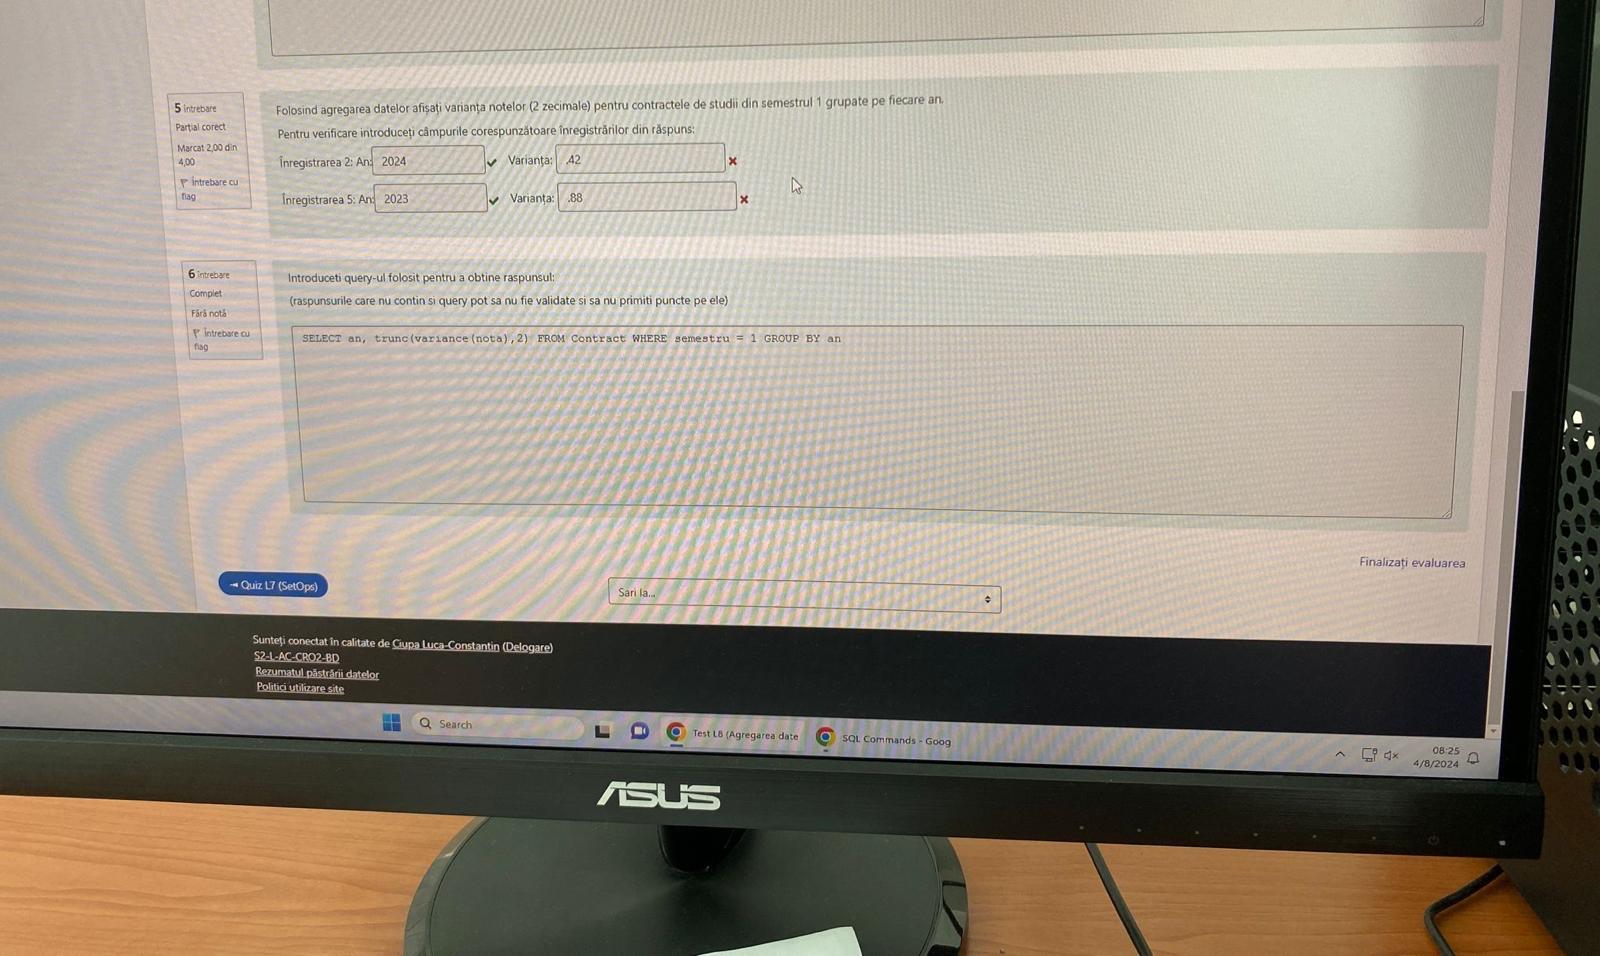 5 întrebare
Parțial corect
Marcat 2,00 din
4,00
Întrebare cu
flag
Folosind agregarea datelor afișați varianța notelor (2 zecimale) pentru contractele de studii din semestrul 1 grupate pe fiecare an.
Pentru verificare introduceți câmpurile corespunzătoare înregistrărilor din răspuns:
Înregistrarea 2: An: 2024 Varianța: .42
Înregistrarea 5: An: 2023 Varianța: .88
6 întrebare
Complet
Fără notă
Întrebare cu
flag
Introduceti query-ul folosit pentru a obtine raspunsul:
(raspunsurile care nu contin si query pot sa nu fie validate si sa nu primiti puncte pe ele)
SELECT an, trunc(variance(nota),2) FROM Contract WHERE semestru = 1 GROUP BY an
Finalizați evaluarea
◄ Quiz L7 (SetOps)
Sari la...
Sunteți conectat în calitate de Ciupa Luca-Constantin (Delogare)
S2-L-AC-CRO2-BD
Rezumatul păstrării datelor
Politici utilizare site
Search
Test L8 (Agregarea date
SQL Commands - Goog
08:25
4/8/2024
ASUS